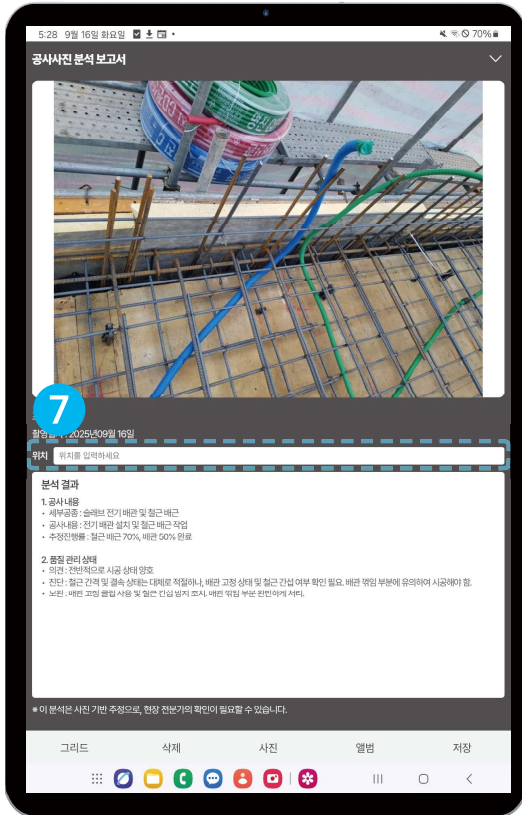 5:28 9월 16일 화요일
70%
공사사진 분석 보고서
7
2025년09월 16일
위치 위치를 입력하세요
분석 결과
1. 공사 내용
• 세부공종 : 슬래브 전기 배관 및 철근 배근
• 공사내용 : 전기 배관 설치 및 철근 배근 작업
• 추정진행률 : 철근 배근 70%, 배관 50% 완료
2. 품질 관리 상태
• 의견 : 전반적으로 시공 상태 양호
• 진단 : 철근 간격 및 결속 상태는 대체로 적절하나, 배관 고정 상태 및 철근 간섭 여부 확인 필요. 배관 꺾임 부분에 유의하여 시공해야 함.
• 보완 : 배관 고정 클립 사용 및 철근 간섭 방지 조치. 배관 꺾임 부분 완만하게 처리.
※ 이 분석은 사진 기반 추정으로, 현장 전문가의 확인이 필요할 수 있습니다.
그리드 삭제 사진 앨범 저장